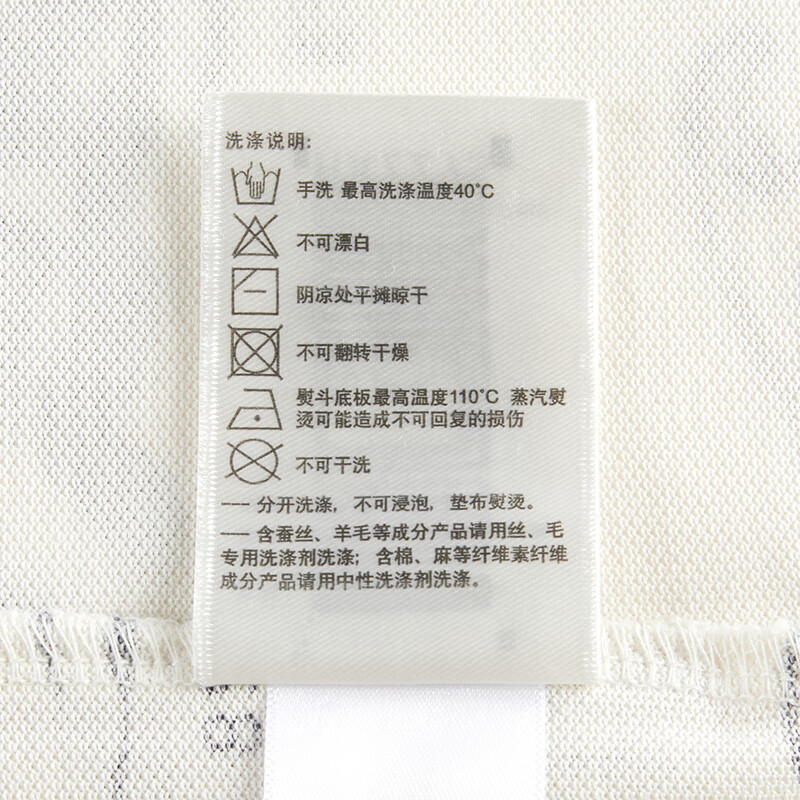 洗涤说明:
手洗 最高洗涤温度40°C
不可漂白
阴凉处平摊晾干
不可翻转干燥
熨斗底板最高温度110°C 蒸汽熨
烫可能造成不可回复的损伤
不可干洗
--- 分开洗涤，不可浸泡，垫布熨烫。
--- 含蚕丝、羊毛等成分产品请用丝、毛
专用洗涤剂洗涤；含棉、麻等纤维素纤维
成分产品请用中性洗涤剂洗涤。